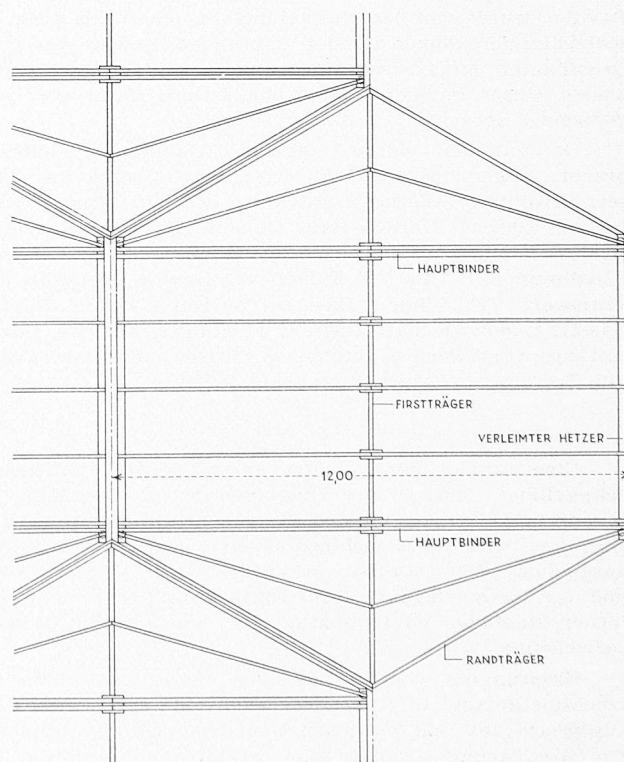 HAUPTBINDER
FIRSTTRÄGER
VERLEIMTER HETZER
12,00
HAUPTBINDER
RANDTRÄGER